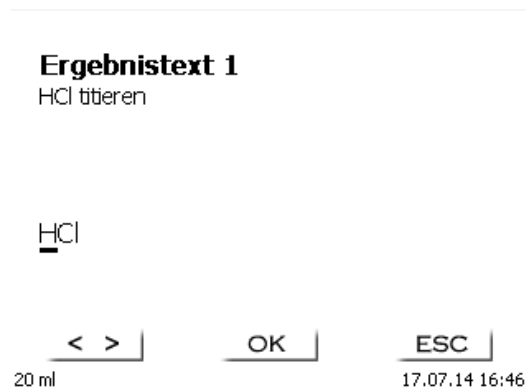 Ergebnistext 1
HCl titieren
HCl
< > OK ESC
20 ml 17.07.14 16:46